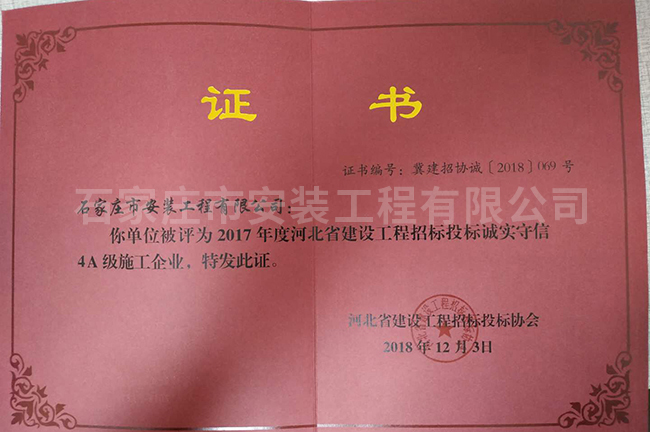 证 书
证书编号：冀建招协诚〔2018〕069号
石家庄市安装工程有限公司：
石家庄市安装工程有限公司
你单位被评为2017年度河北省建设工程招标投标诚实守信
4A级施工企业，特发此证。
河北省建设工程招标投标协会
2018年12月3日